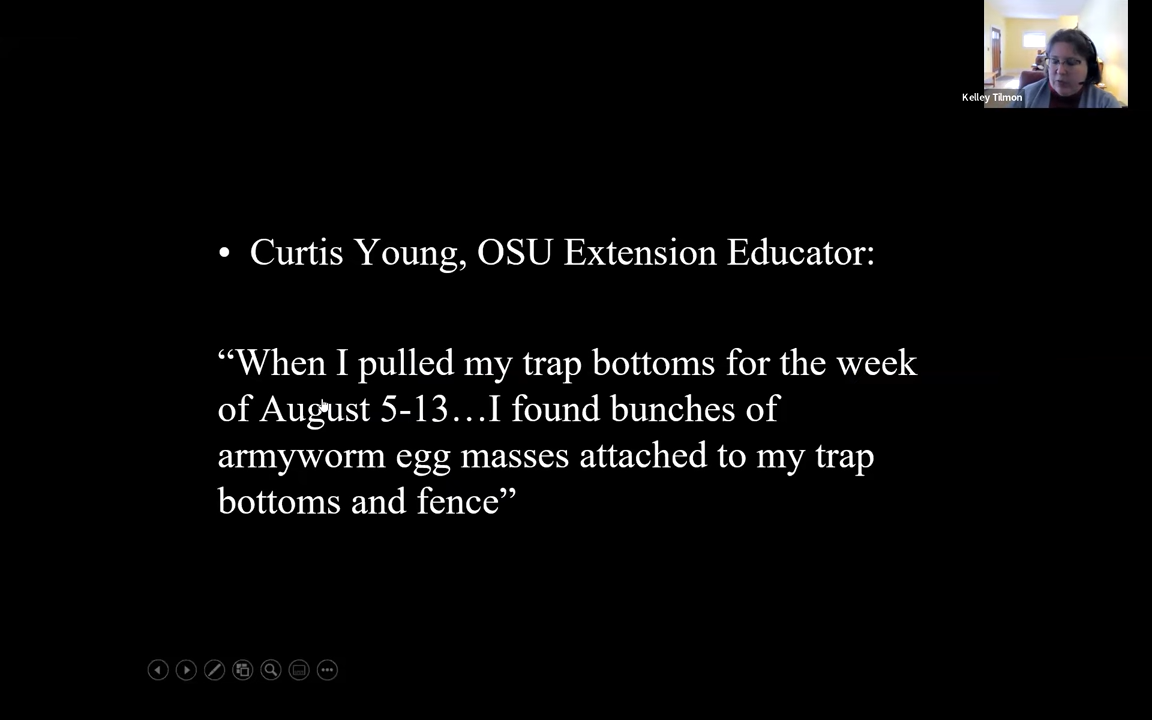 Kelley Tilmon
• Curtis Young, OSU Extension Educator:
“When I pulled my trap bottoms for the week
of August 5-13…I found bunches of
armyworm egg masses attached to my trap
bottoms and fence”